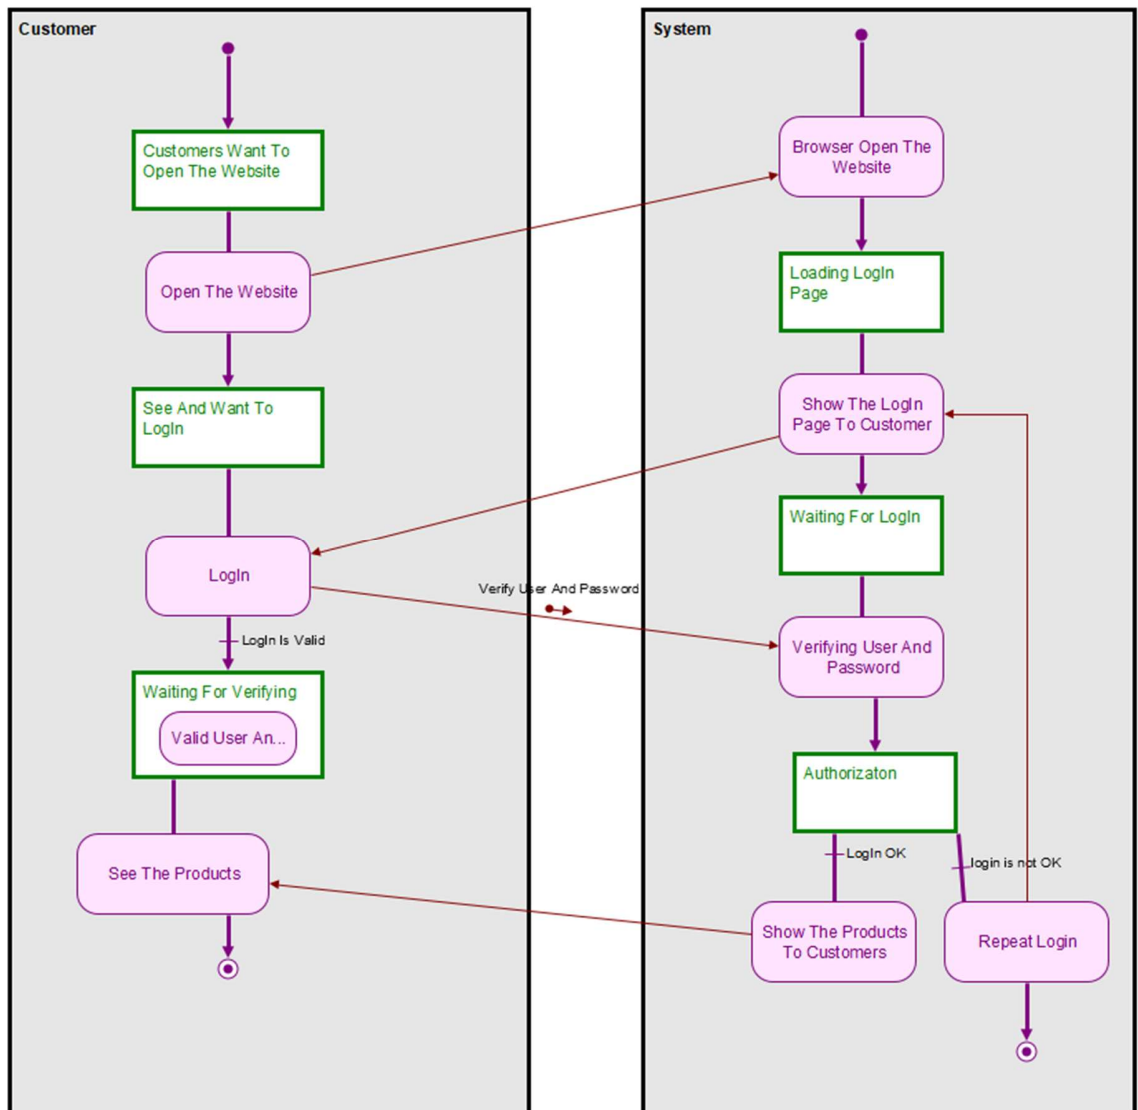 Customer
Customers Want To
Open The Website
Open The Website
See And Want To
LogIn
LogIn
LogIn Is Valid
Waiting For Verifying
Valid User An...
See The Products
Verify User And Password
System
Browser Open The
Website
Loading LogIn
Page
Show The LogIn
Page To Customer
Waiting For LogIn
Verifying User And
Password
Authorizaton
LogIn OK
login is not OK
Show The Products
To Customers
Repeat Login